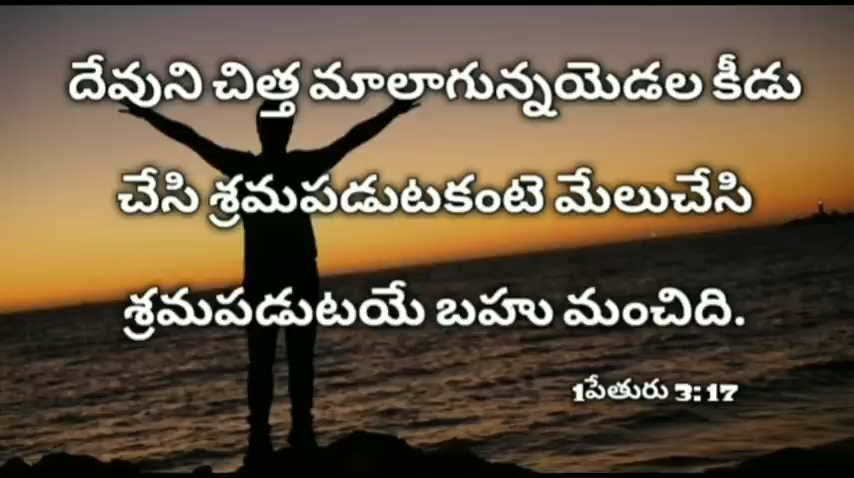 దేవుని చిత్త మాలాగున్నయెడల కీడు
చేసి శ్రమపడుటకంటె మేలుచేసి
శ్రమపడుటయే బహు మంచిది.
1పేతురు 3:17